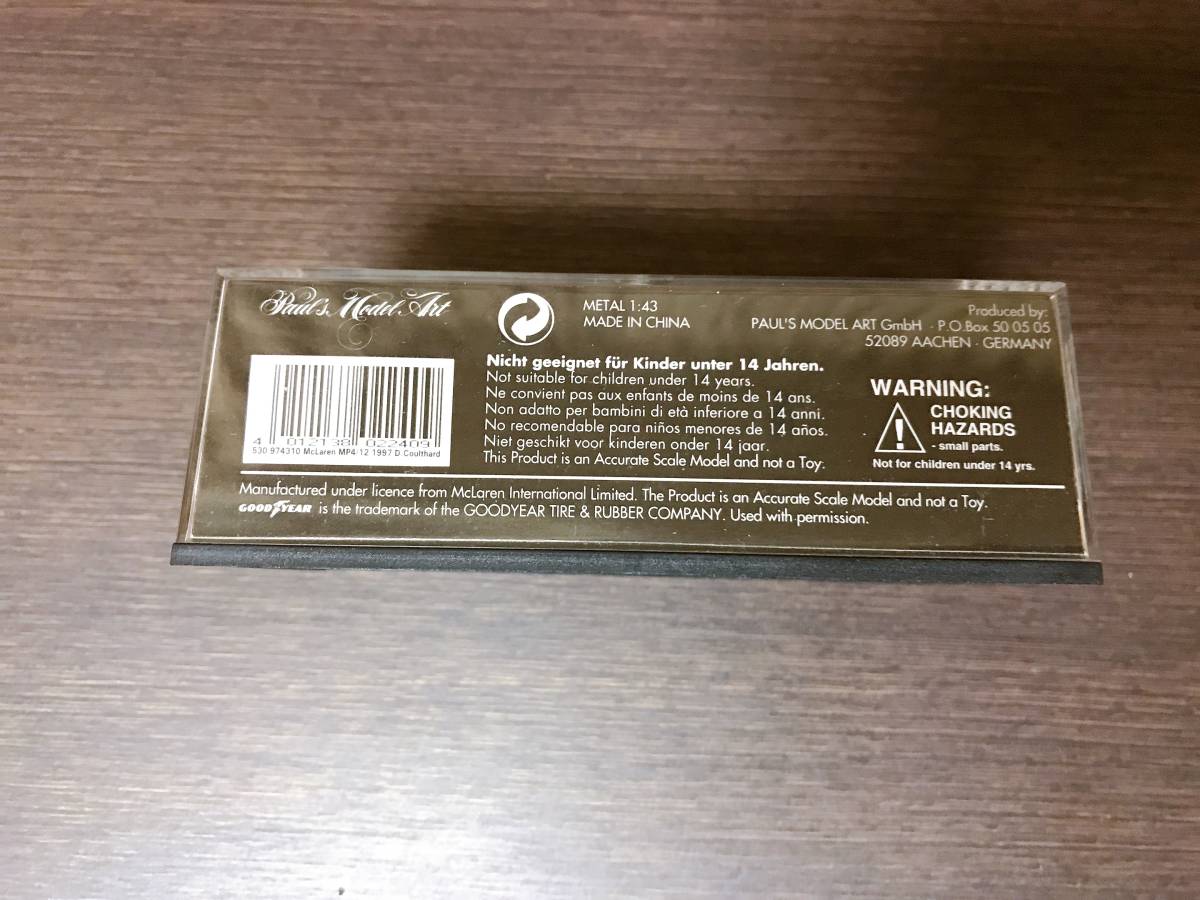 Paul's Model Art
METAL 1:43
MADE IN CHINA
Produced by:
PAUL'S MODEL ART GmbH · P.O.Box 50 05 05
52089 AACHEN · GERMANY
4 012138 022409
530 974310 McLaren MP4/12 1997 D.Coulthard
Nicht geeignet für Kinder unter 14 Jahren.
Not suitable for children under 14 years.
Ne convient pas aux enfants de moins de 14 ans.
Non adatto per bambini di età inferiore a 14 anni.
No recomendable para niños menores de 14 años.
Niet geschikt voor kinderen onder 14 jaar.
This Product is an Accurate Scale Model and not a Toy.
WARNING:
CHOKING
HAZARDS
- small parts.
Not for children under 14 yrs.
Manufactured under licence from McLaren International Limited. The Product is an Accurate Scale Model and not a Toy.
GOODYEAR is the trademark of the GOODYEAR TIRE & RUBBER COMPANY. Used with permission.